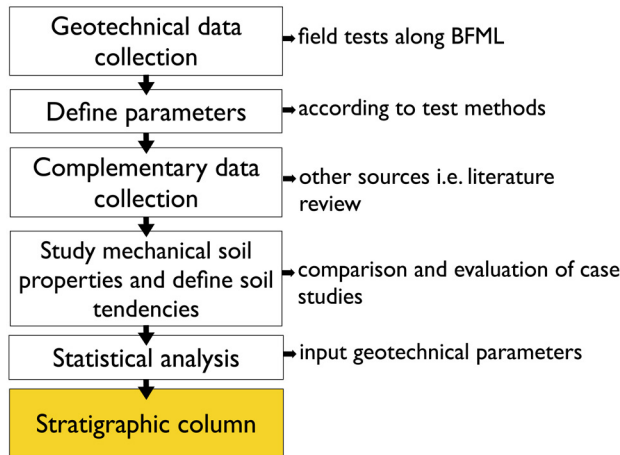 Geotechnical data
collection
field tests along BFML
Define parameters
according to test methods
Complementary data
collection
other sources i.e. literature
review
Study mechanical soil
properties and define soil
tendencies
comparison and evaluation of case
studies
Statistical analysis
input geotechnical parameters
Stratigraphic column